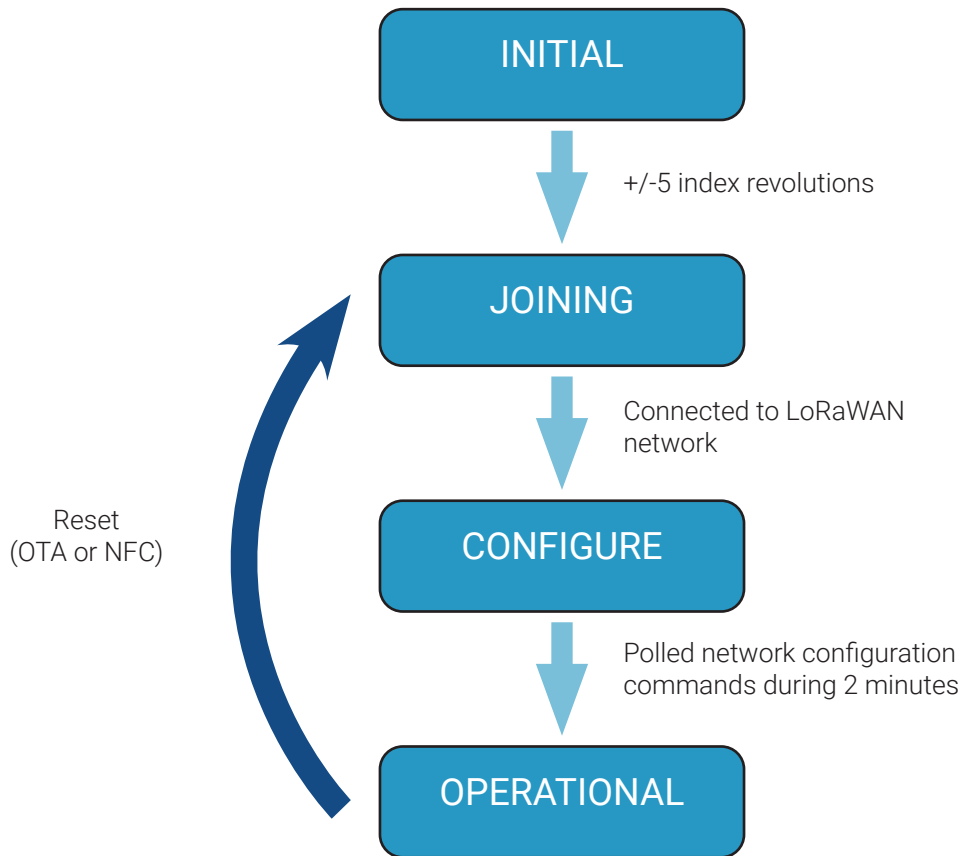 INITIAL
+/-5 index revolutions
JOINING
Connected to LoRaWAN
network
Reset
(OTA or NFC)
CONFIGURE
Polled network configuration
commands during 2 minutes
OPERATIONAL